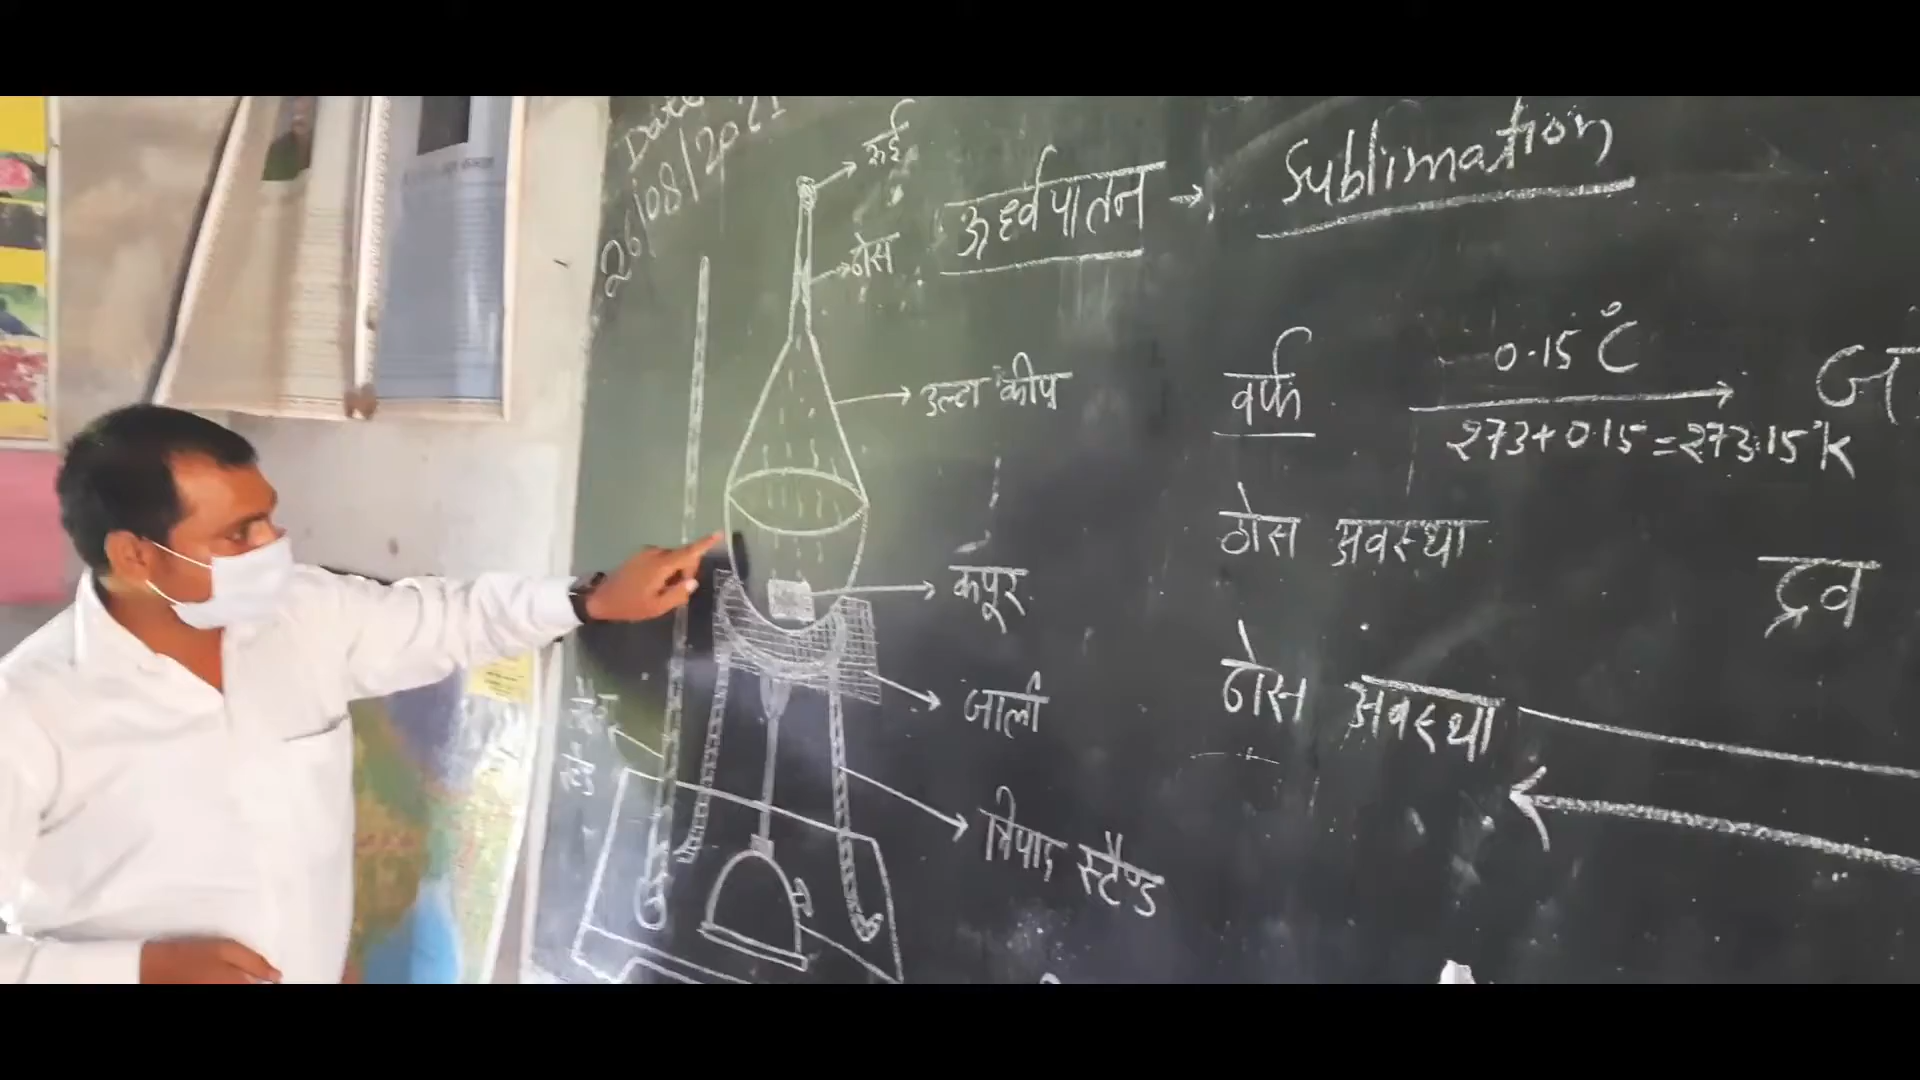 Date
26/08/2021
रुई
ठोस
ऊर्ध्वपातन → Sublimation
उल्टा कीप
कपूर
जाली
त्रिपाद स्टैण्ड
वर्फ
0.15°C
273+0.15=273.15°K
ठोस अवस्था
द्रव
ठोस अवस्था